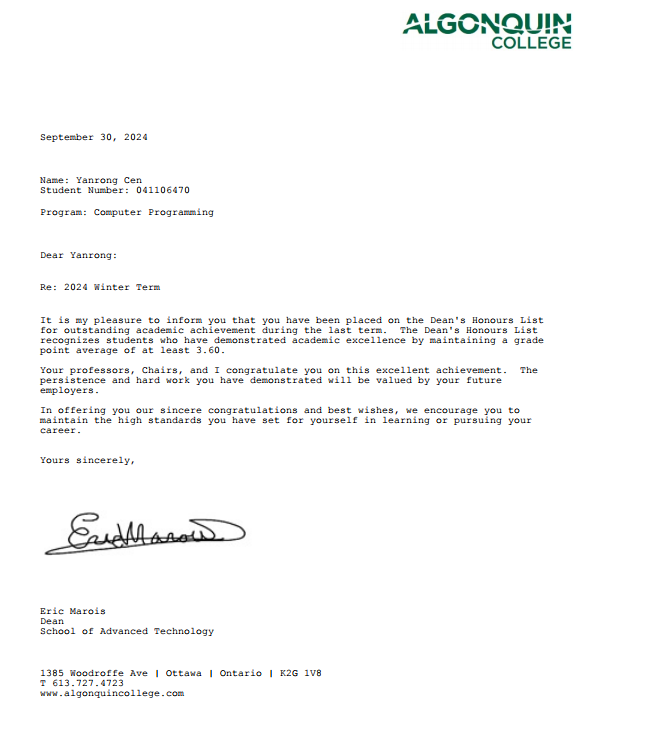 ALGONQUIN
COLLEGE
September 30, 2024
Name: Yanrong Cen
Student Number: 041106470
Program: Computer Programming
Dear Yanrong:
Re: 2024 Winter Term
It is my pleasure to inform you that you have been placed on the Dean's Honours List
for outstanding academic achievement during the last term.  The Dean's Honours List
recognizes students who have demonstrated academic excellence by maintaining a grade
point average of at least 3.60.
Your professors, Chairs, and I congratulate you on this excellent achievement.  The
persistence and hard work you have demonstrated will be valued by your future
employers.
In offering you our sincere congratulations and best wishes, we encourage you to
maintain the high standards you have set for yourself in learning or pursuing your
career.
Yours sincerely,
Eric Marois
Eric Marois
Dean
School of Advanced Technology
1385 Woodroffe Ave | Ottawa | Ontario | K2G 1V8
T 613.727.4723
www.algonquincollege.com